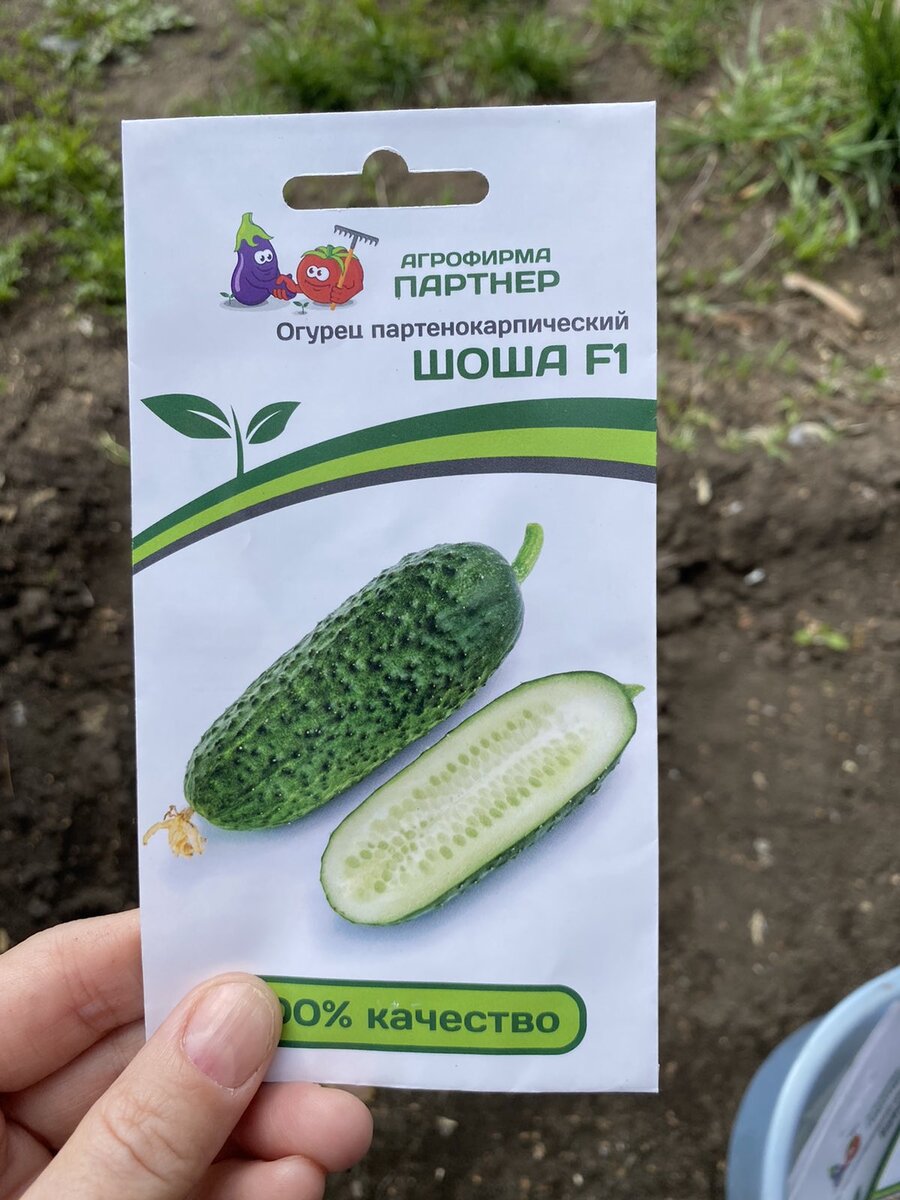 АГРОФИРМА
ПАРТНЕР
Огурец партенокарпический
ШОША F1
00% качество